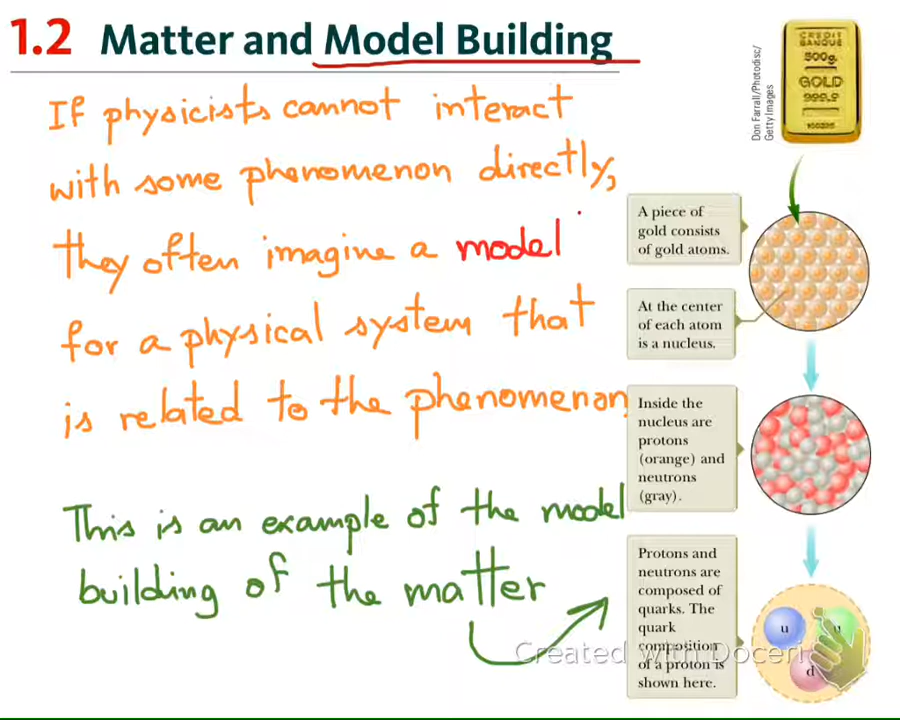 1.2 Matter and Model Building
If physicists cannot interact
with some phenomenon directly,
they often imagine a model
for a physical system that
is related to the phenomenon
This is an example of the model
building of the matter
CREDIT
BANQUE
500g.
GOLD
999,9
Don Farrall/Photodisc/
Getty Images
A piece of
gold consists
of gold atoms.
At the center
of each atom
is a nucleus.
Inside the
nucleus are
protons
(orange) and
neutrons
(gray).
Protons and
neutrons are
composed of
quarks. The
quark
composition
of a proton is
shown here.
u
u
d
Created with Doceri